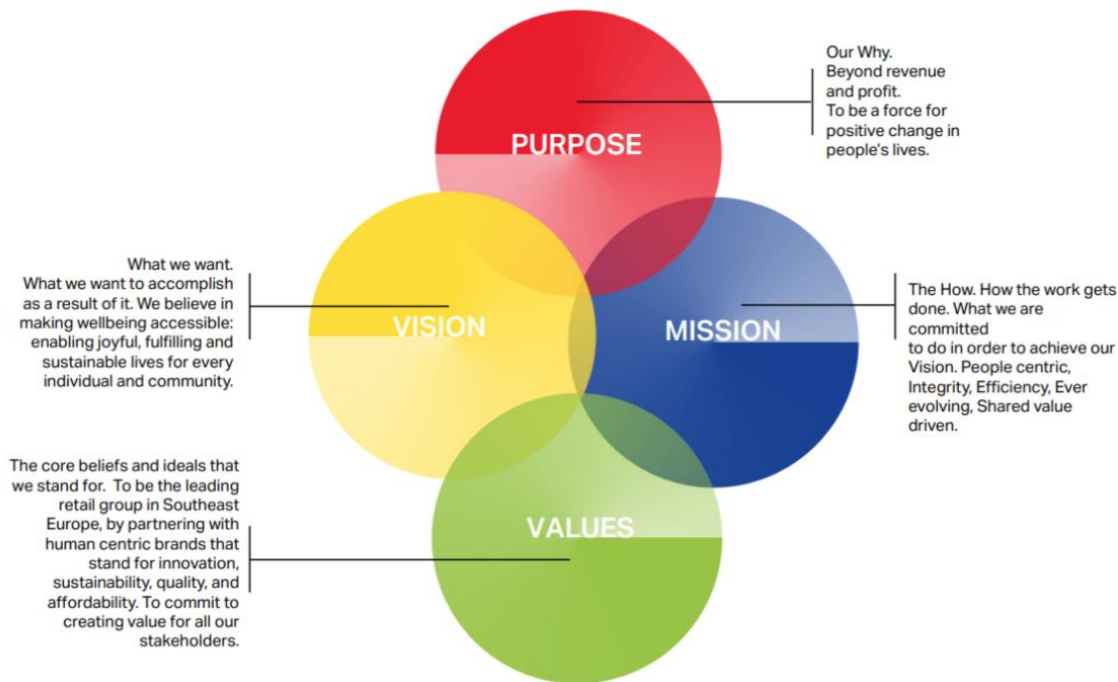 Our Why.
Beyond revenue
and profit.
To be a force for
positive change in
people’s lives.
PURPOSE
What we want.
What we want to accomplish
as a result of it. We believe in
making wellbeing accessible:
enabling joyful, fulfilling and
sustainable lives for every
individual and community.
VISION
MISSION
The How. How the work gets
done. What we are
committed
to do in order to achieve our
Vision. People centric,
Integrity, Efficiency, Ever
evolving, Shared value
driven.
The core beliefs and ideals that
we stand for. To be the leading
retail group in Southeast
Europe, by partnering with
human centric brands that
stand for innovation,
sustainability, quality, and
affordability. To commit to
creating value for all our
stakeholders.
VALUES